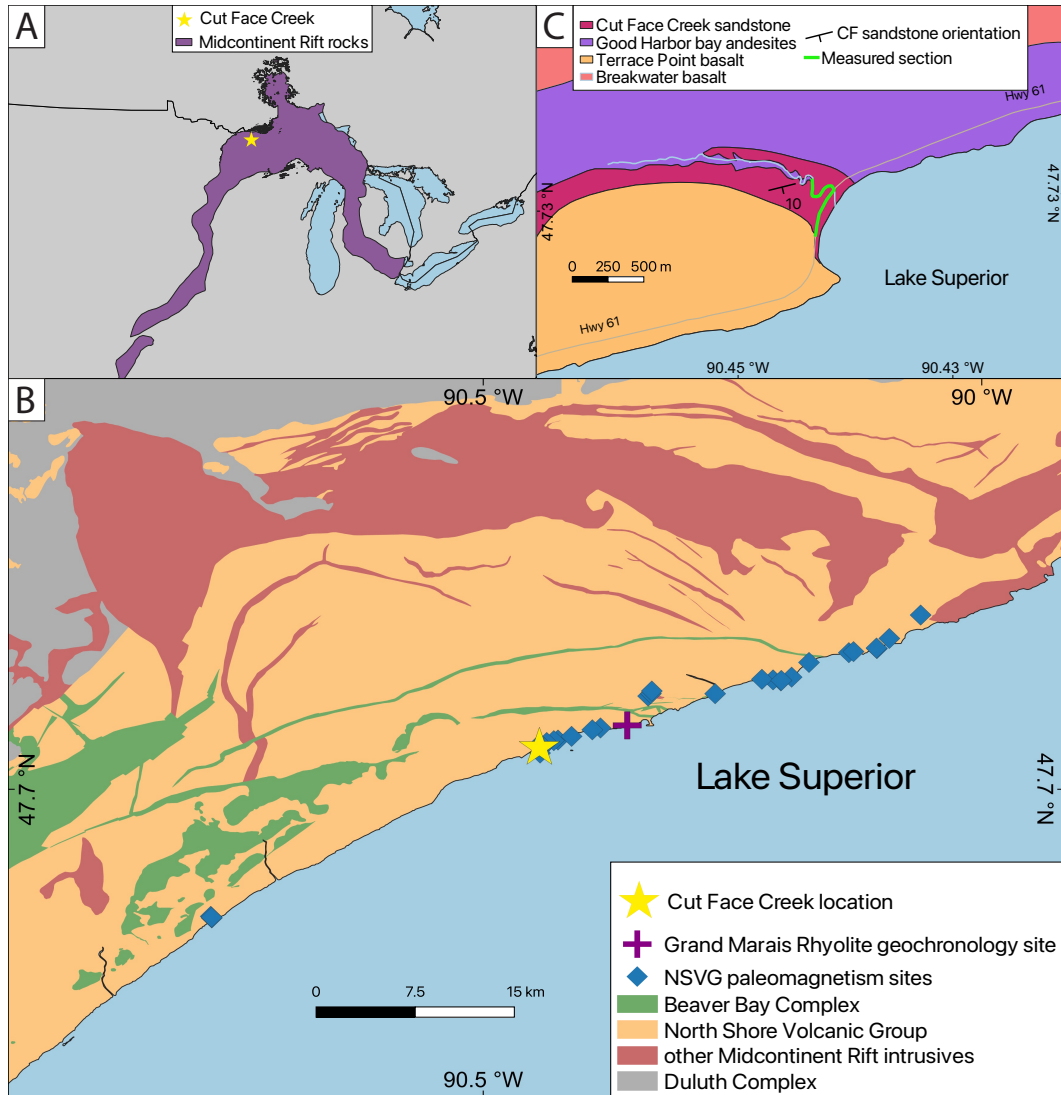 A
Cut Face Creek
Midcontinent Rift rocks
C
Cut Face Creek sandstone
Good Harbor bay andesites
Terrace Point basalt
Breakwater basalt
CF sandstone orientation
Measured section
Hwy 61
47.73 °N
47.73 °N
10
0 250 500 m
Lake Superior
Hwy 61
90.45 °W
90.43 °W
B
90.5 °W
90 °W
47.7 °N
47.7 °N
Lake Superior
0 7.5 15 km
90.5 °W
Cut Face Creek location
Grand Marais Rhyolite geochronology site
NSVG paleomagnetism sites
Beaver Bay Complex
North Shore Volcanic Group
other Midcontinent Rift intrusives
Duluth Complex